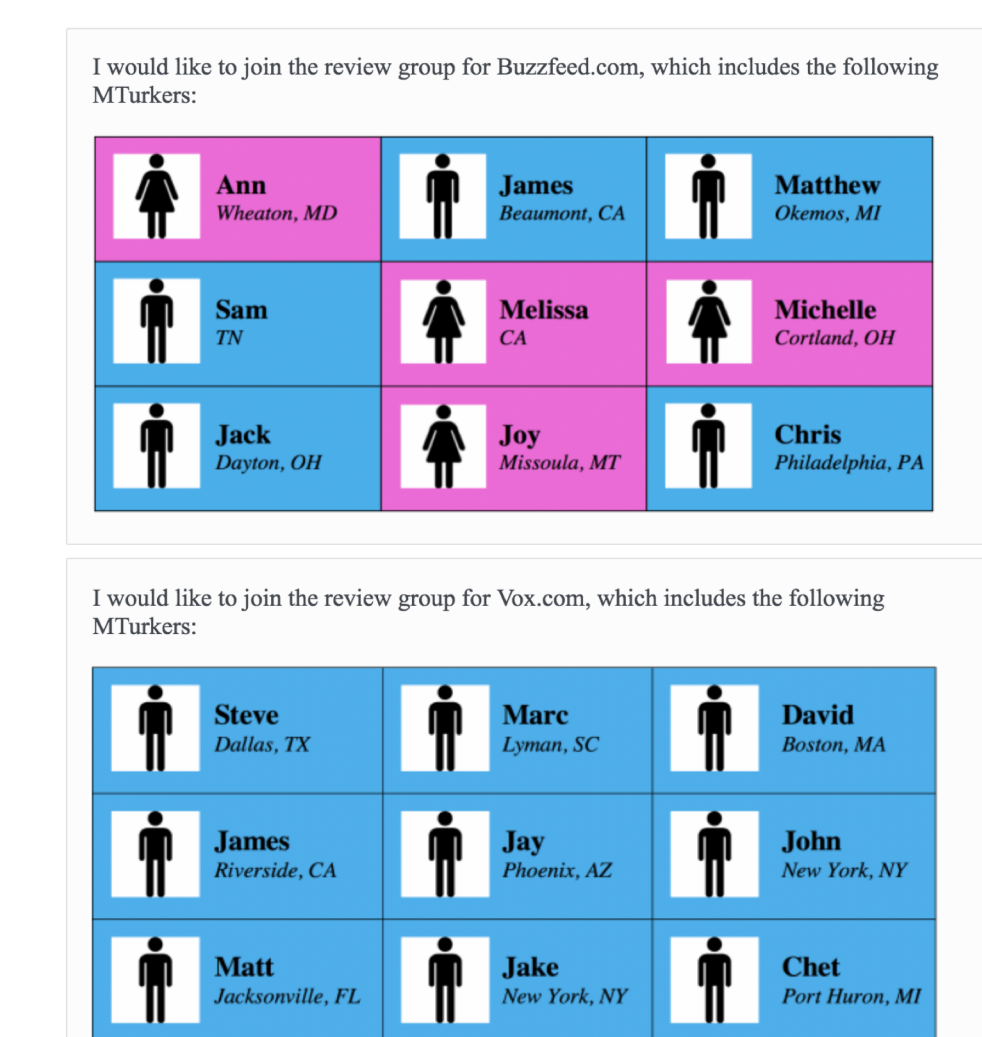 I would like to join the review group for Buzzfeed.com, which includes the following
MTurkers:
Ann
Wheaton, MD
James
Beaumont, CA
Matthew
Okemos, MI
Sam
TN
Melissa
CA
Michelle
Cortland, OH
Jack
Dayton, OH
Joy
Missoula, MT
Chris
Philadelphia, PA
I would like to join the review group for Vox.com, which includes the following
MTurkers:
Steve
Dallas, TX
Marc
Lyman, SC
David
Boston, MA
James
Riverside, CA
Jay
Phoenix, AZ
John
New York, NY
Matt
Jacksonville, FL
Jake
New York, NY
Chet
Port Huron, MI